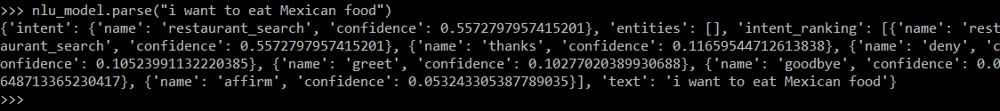 >>> nlu_model.parse("i want to eat Mexican food")
{'intent': {'name': 'restaurant_search', 'confidence': 0.5572797957415201}, 'entities': [], 'intent_ranking': [{'name': 'rest
aurant_search', 'confidence': 0.5572797957415201}, {'name': 'thanks', 'confidence': 0.11659544712613838}, {'name': 'deny', 'c
onfidence': 0.10523991132220385}, {'name': 'greet', 'confidence': 0.10277020389930688}, {'name': 'goodbye', 'confidence': 0.0
648713365230417}, {'name': 'affirm', 'confidence': 0.053243305387789035}], 'text': 'i want to eat Mexican food'}
>>>